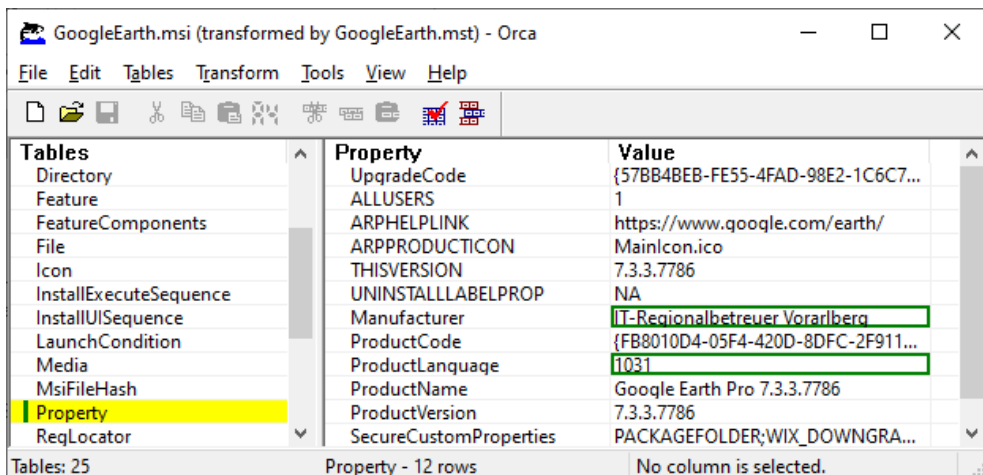 GoogleEarth.msi (transformed by GoogleEarth.mst) - Orca
File Edit Tables Transform Tools View Help
Tables Property Value
Directory UpgradeCode {57BB4BEB-FE55-4FAD-98E2-1C6C7...
Feature ALLUSERS 1
FeatureComponents ARPHELPLINK https://www.google.com/earth/
File ARPPRODUCTICON MainIcon.ico
Icon THISVERSION 7.3.3.7786
InstallExecuteSequence UNINSTALLLABELPROP NA
InstallUISequence Manufacturer IT-Regionalbetreuer Vorarlberg
LaunchCondition ProductCode {FB8010D4-05F4-420D-8DFC-2F911...
Media ProductLanguage 1031
MsiFileHash ProductName Google Earth Pro 7.3.3.7786
Property ProductVersion 7.3.3.7786
RegLocator SecureCustomProperties PACKAGEFOLDER;WIX_DOWNGRA...
Tables: 25 Property - 12 rows No column is selected.